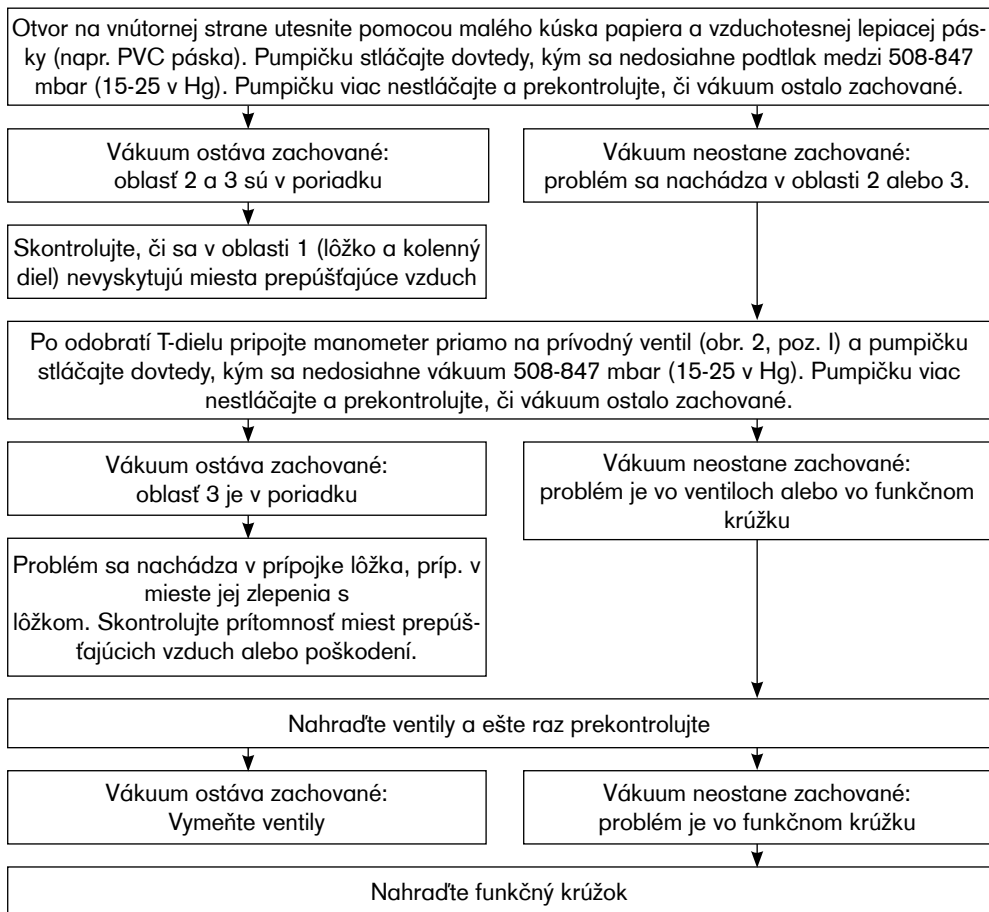 Otvor na vnútornej strane utesnite pomocou malého kúska papiera a vzduchotesnej lepiacej pás-
ky (napr. PVC páska). Pumpičku stláčajte dovtedy, kým sa nedosiahne podtlak medzi 508-847
mbar (15-25 v Hg). Pumpičku viac nestláčajte a prekontrolujte, či vákuum ostalo zachované.
Vákuum ostáva zachované:
oblasť 2 a 3 sú v poriadku
Vákuum neostane zachované:
problém sa nachádza v oblasti 2 alebo 3.
Skontrolujte, či sa v oblasti 1 (lôžko a kolenný
diel) nevyskytujú miesta prepúšťajúce vzduch
Po odobratí T-dielu pripojte manometer priamo na prívodný ventil (obr. 2, poz. I) a pumpičku
stláčajte dovtedy, kým sa nedosiahne vákuum 508-847 mbar (15-25 v Hg). Pumpičku viac
nestláčajte a prekontrolujte, či vákuum ostalo zachované.
Vákuum ostáva zachované:
oblasť 3 je v poriadku
Vákuum neostane zachované:
problém je vo ventiloch alebo vo funkčnom
krúžku
Problém sa nachádza v prípojke lôžka, príp. v
mieste jej zlepenia s
lôžkom. Skontrolujte prítomnosť miest prepúš-
ťajúcich vzduch alebo poškodení.
Nahraďte ventily a ešte raz prekontrolujte
Vákuum ostáva zachované:
Vymeňte ventily
Vákuum neostane zachované:
problém je vo funkčnom krúžku
Nahraďte funkčný krúžok